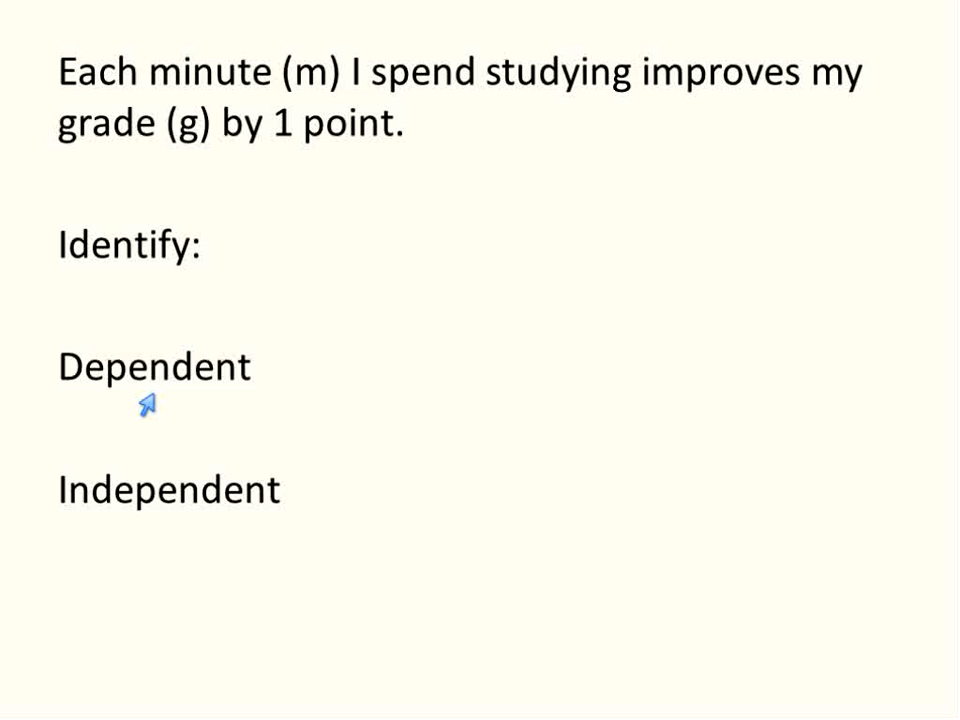 Each minute (m) I spend studying improves my
grade (g) by 1 point.
Identify:
Dependent
Independent